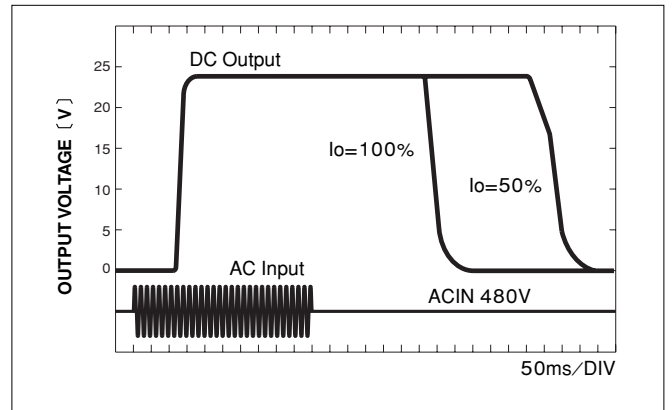 DC Output
25
20
15
10
5
0
OUTPUT VOLTAGE〔V〕
Io=100%
Io=50%
AC Input
ACIN 480V
50ms／DIV